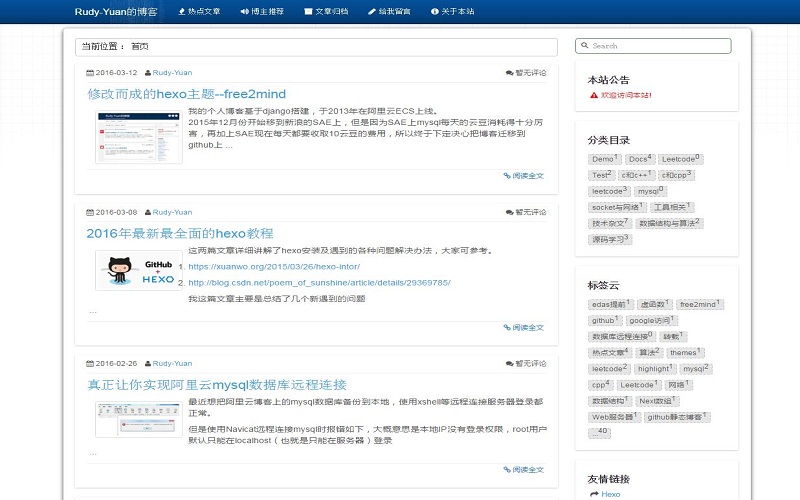 Rudy-Yuan的博客 热点文章 博主推荐 文章归档 给我留言 关于本站
当前位置： 首页
2016-03-12 Rudy-Yuan 暂无评论
修改而成的hexo主题--free2mind
我的个人博客基于django搭建，于2013年在阿里云ECS上线。
2015年12月份开始移到新浪的SAE上，但是因为SAE上mysql每天的云豆消耗得十分厉
害，再加上SAE现在每天都要收取10云豆的费用，所以终于下定决心把博客迁移到
github上 ...
阅读全文
2016-03-08 Rudy-Yuan 暂无评论
2016年最新最全面的hexo教程
GitHub
+
HEXO
这两篇文章详细讲解了hexo安装及遇到的各种问题解决办法，大家可参考。
1. https://xuanwo.org/2015/03/26/hexo-intor/
2. http://blog.csdn.net/poem_of_sunshine/article/details/29369785/
我这篇文章主要是总结了几个新遇到的问题
...
阅读全文
2016-02-26 Rudy-Yuan 暂无评论
真正让你实现阿里云mysql数据库远程连接
最近想把阿里云博客上的mysql数据库备份到本地，使用xshell等远程连接服务器登录都
正常。
但是使用Navicat远程连接mysql时报错如下，大概意思是本地IP没有登录权限，root用户
默认只能在localhost（也就是只能在服务器）登录
...
阅读全文
Search
本站公告
欢迎访问本站!
分类目录
Demo1 Docs4 Leetcode0
Test2 c和c++1 c和cpp3
leetcode3 mysql0
socket与网络1 工具相关1
技术杂文7 数据结构与算法2
源码学习3
标签云
edas提前1 虚函数1 free2mind1
github1 google访问1
数据库远程连接0 转载1
热点文章4 算法2 themes1
leetcode2 highlight1 mysql2
cpp4 Leetcode1 网络1
数据结构1 Next数组1
Web服务器1 github静态博客1
...40
友情链接
Hexo